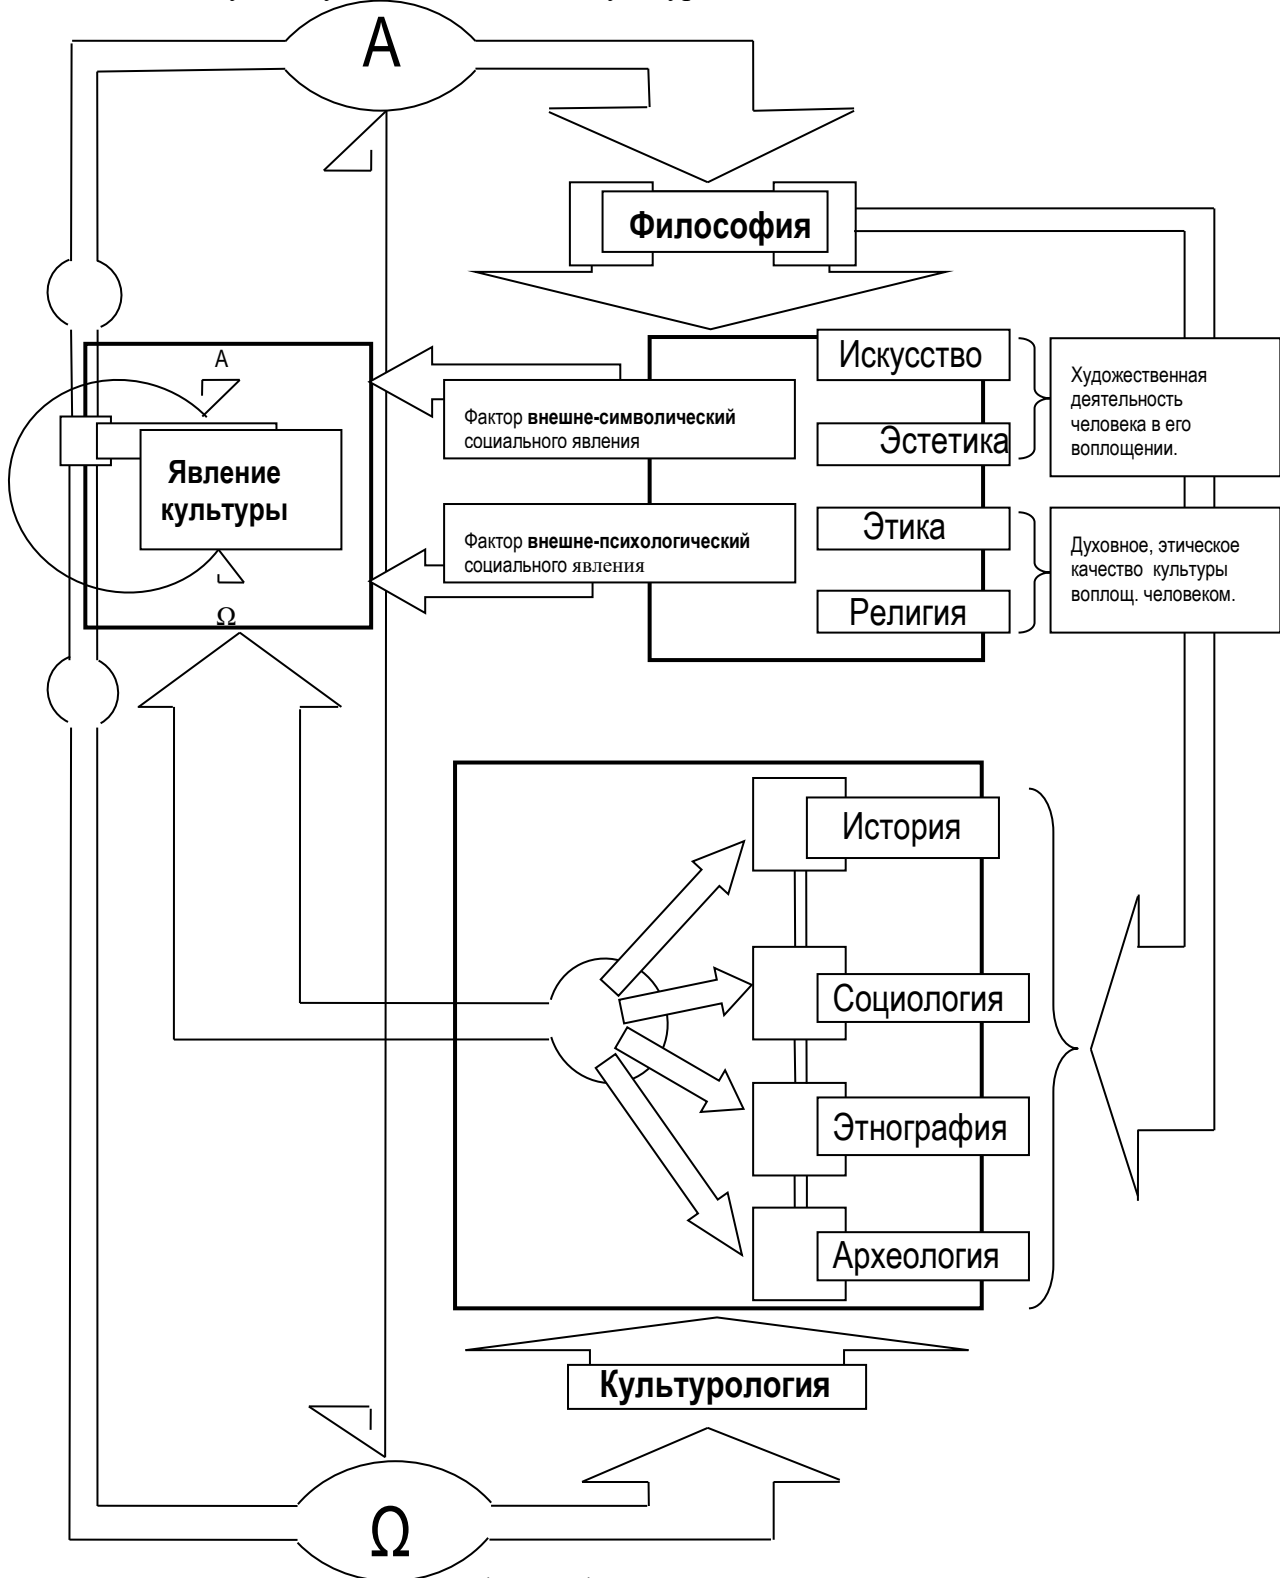 А
Философия
Искусство
Эстетика
Этика
Религия
Художественная
деятельность
человека в его
воплощении.
Духовное, этическое
качество культуры
воплощ. человеком.
Фактор внешне-символический
социального явления
Фактор внешне-психологический
социального явления
А
Явление
культуры
Ω
История
Социология
Этнография
Археология
Культурология
Ω